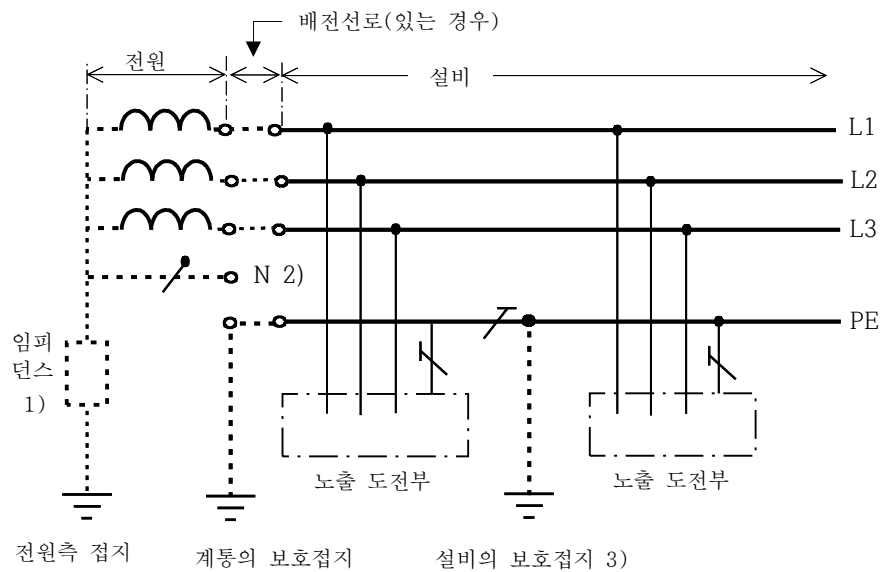 배전선로(있는 경우)
전원
설비
L1
L2
L3
N 2)
PE
임피
던스
1)
노출 도전부
노출 도전부
전원측 접지
계통의 보호접지
설비의 보호접지 3)